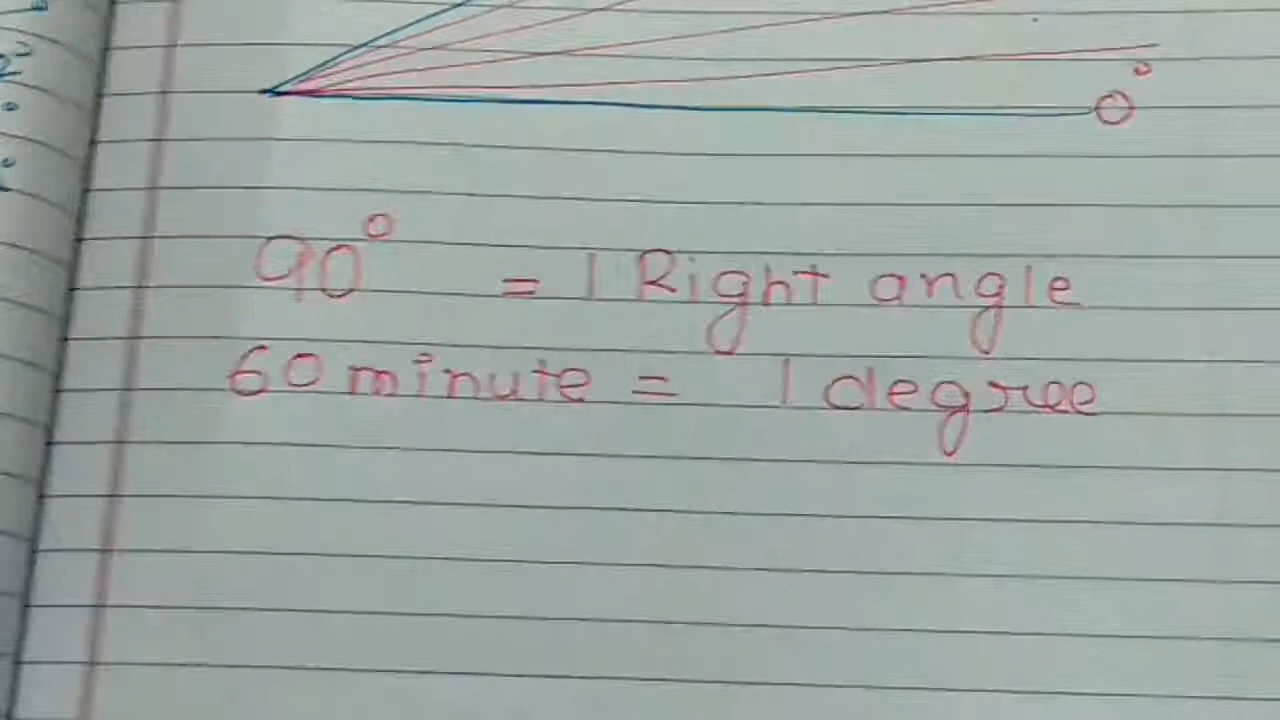 0°
90° = 1 Right angle
60 minute = 1 degree